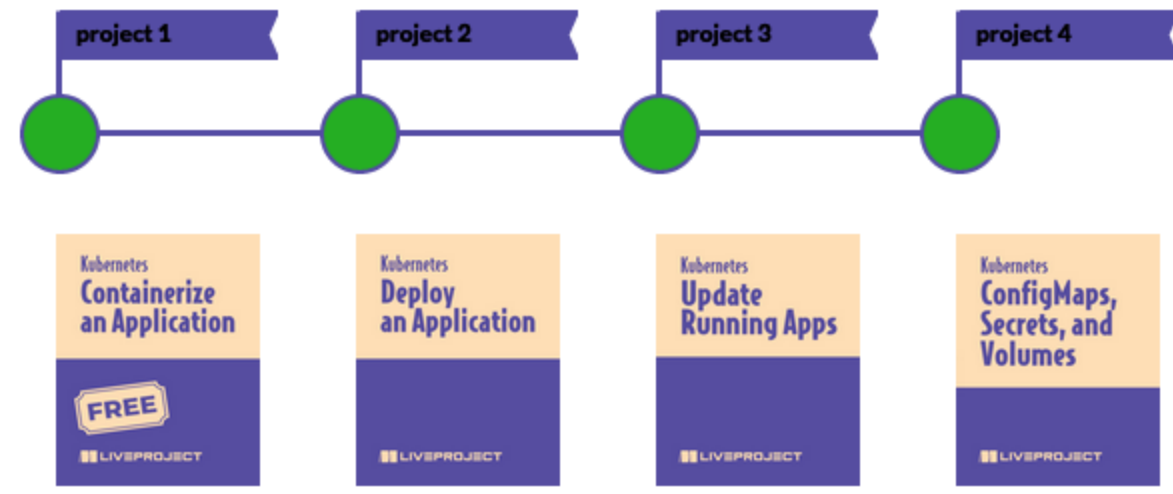 project 1
project 2
project 3
project 4
Kubernetes
Containerize
an Application
FREE
LIVEPROJECT
Kubernetes
Deploy
an Application
LIVEPROJECT
Kubernetes
Update
Running Apps
LIVEPROJECT
Kubernetes
ConfigMaps,
Secrets, and
Volumes
LIVEPROJECT